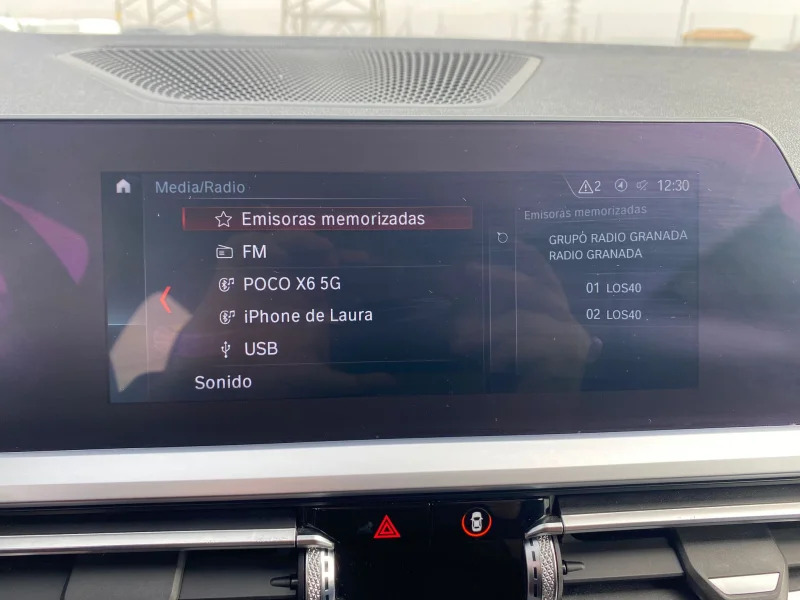 Media/Radio
2
12:30
Emisoras memorizadas
FM
POCO X6 5G
iPhone de Laura
USB
Sonido
Emisoras memorizadas
GRUPO RADIO GRANADA
RADIO GRANADA
01 LOS40
02 LOS40